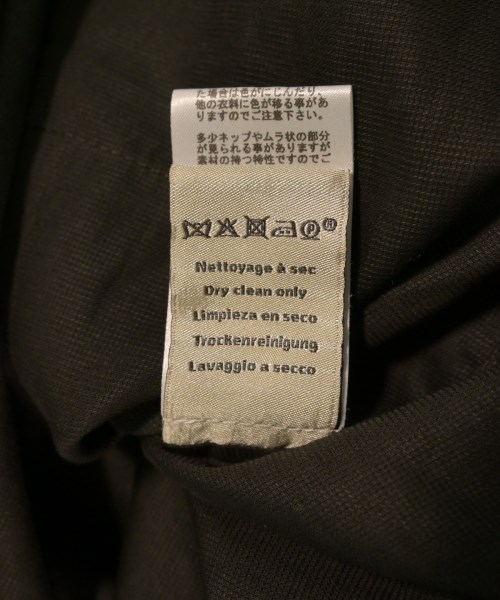 た場合は色がにじんだり、
他の衣料に色が移る事があ
りますのでご注意下さい。
多少ネップやムラ状の部分
が見られる事がありますが
素材の持つ特性ですのでご
P
Nettoyage à sec
Dry clean only
Limpieza en seco
Trockenreinigung
Lavaggio a secco